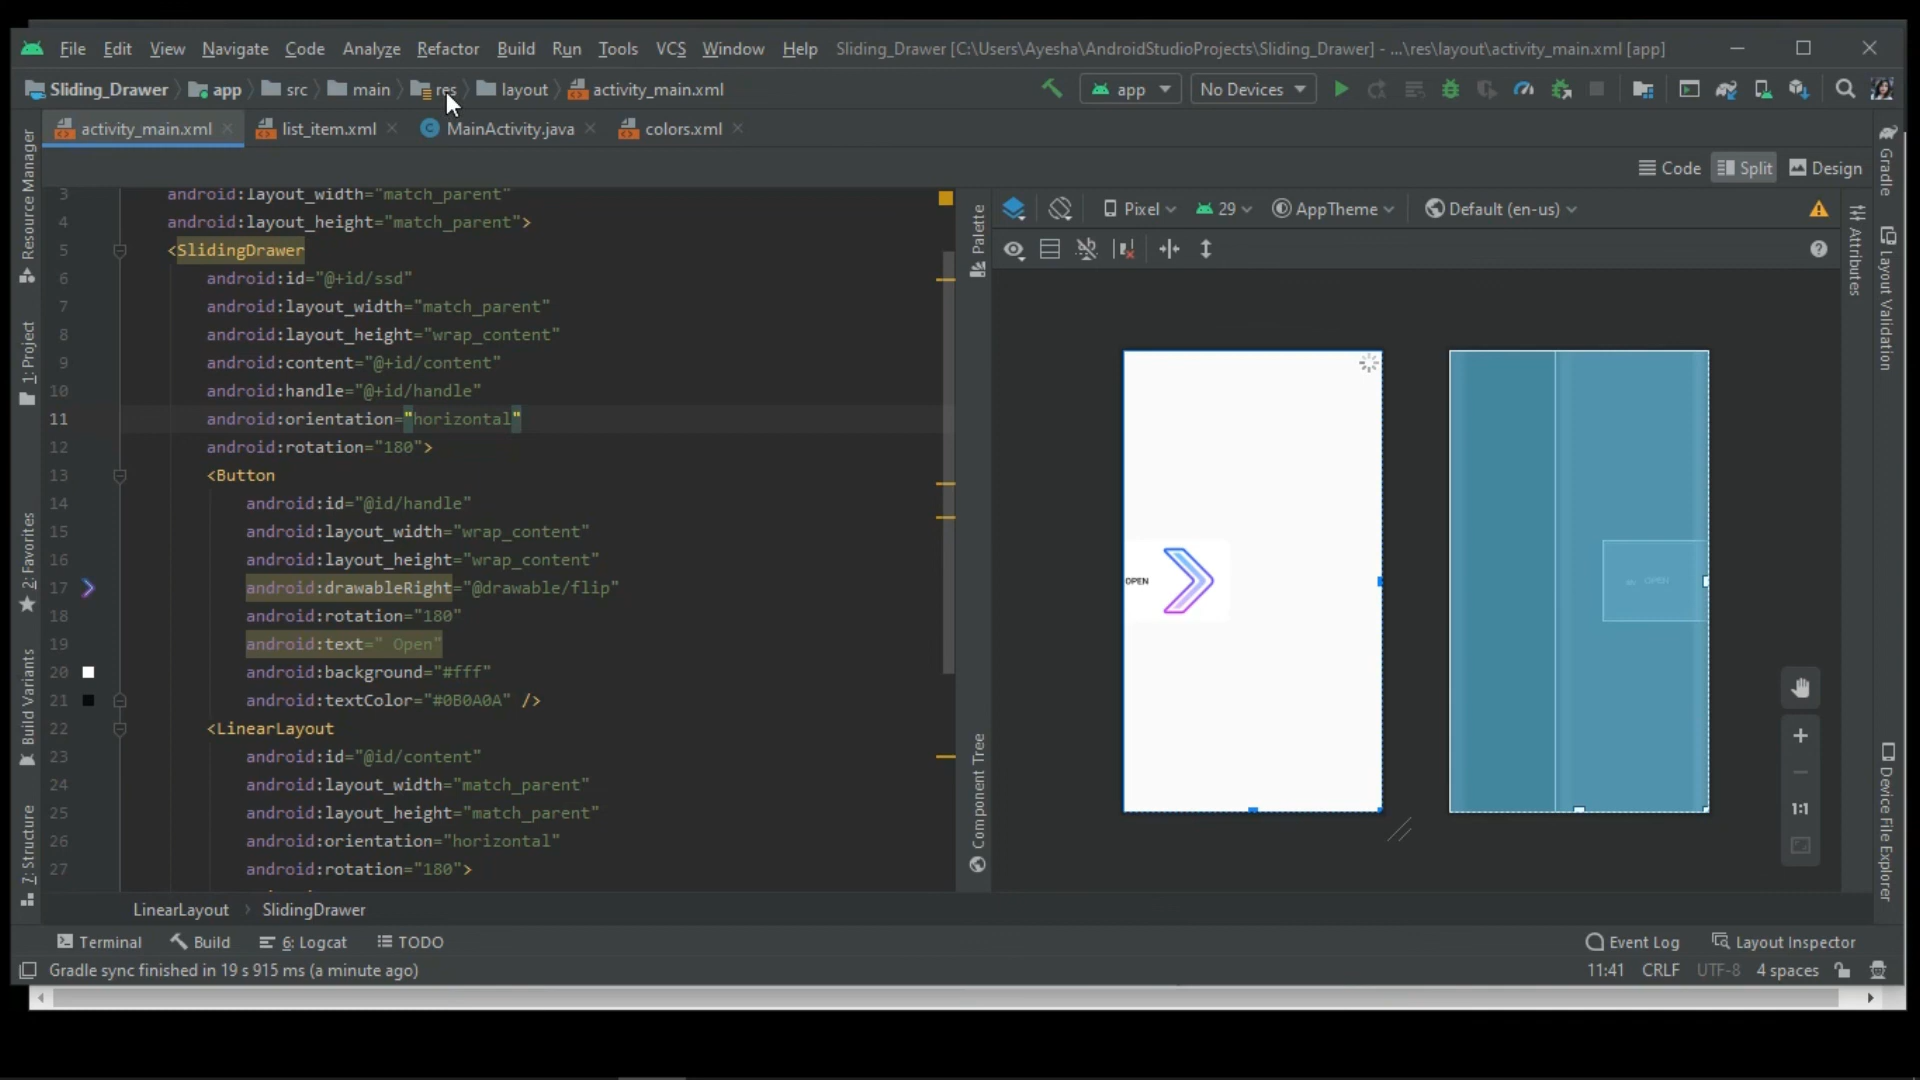 File Edit View Navigate Code Analyze Refactor Build Run Tools VCS Window Help Sliding_Drawer [C:\Users\Ayesha\AndroidStudioProjects\Sliding_Drawer] - ...\res\layout\activity_main.xml [app]
Sliding_Drawer app src main res layout activity_main.xml app No Devices
activity_main.xml list_item.xml MainActivity.java colors.xml
Code Split Design
Pixel 29 AppTheme Default (en-us)
3 android:layout_width="match_parent"
4 android:layout_height="match_parent">
5 <SlidingDrawer
6 android:id="@+id/ssd"
7 android:layout_width="match_parent"
8 android:layout_height="wrap_content"
9 android:content="@+id/content"
10 android:handle="@+id/handle"
11 android:orientation="horizontal"
12 android:rotation="180">
13 <Button
14 android:id="@id/handle"
15 android:layout_width="wrap_content"
16 android:layout_height="wrap_content"
17 android:drawableRight="@drawable/flip"
18 android:rotation="180"
19 android:text=" Open"
20 android:background="#fff"
21 android:textColor="#0B0A0A" />
22 <LinearLayout
23 android:id="@id/content"
24 android:layout_width="match_parent"
25 android:layout_height="match_parent"
26 android:orientation="horizontal"
27 android:rotation="180">
LinearLayout SlidingDrawer
Resource Manager
1: Project
2: Favorites
Build Variants
7: Structure
Palette
Component Tree
OPEN
OPEN
1:1
Attributes
Gradle
Layout Validation
Device File Explorer
Terminal Build 6: Logcat TODO Event Log Layout Inspector
Gradle sync finished in 19 s 915 ms (a minute ago) 11:41 CRLF UTF-8 4 spaces